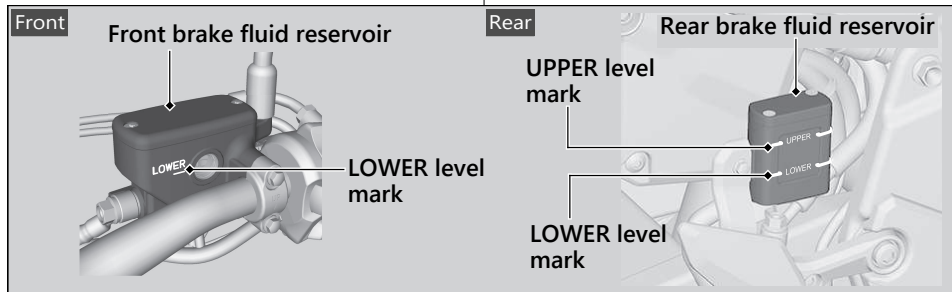 Front
Front brake fluid reservoir
LOWER
LOWER level
mark
Rear
Rear brake fluid reservoir
UPPER level
mark
UPPER
LOWER
LOWER level
mark